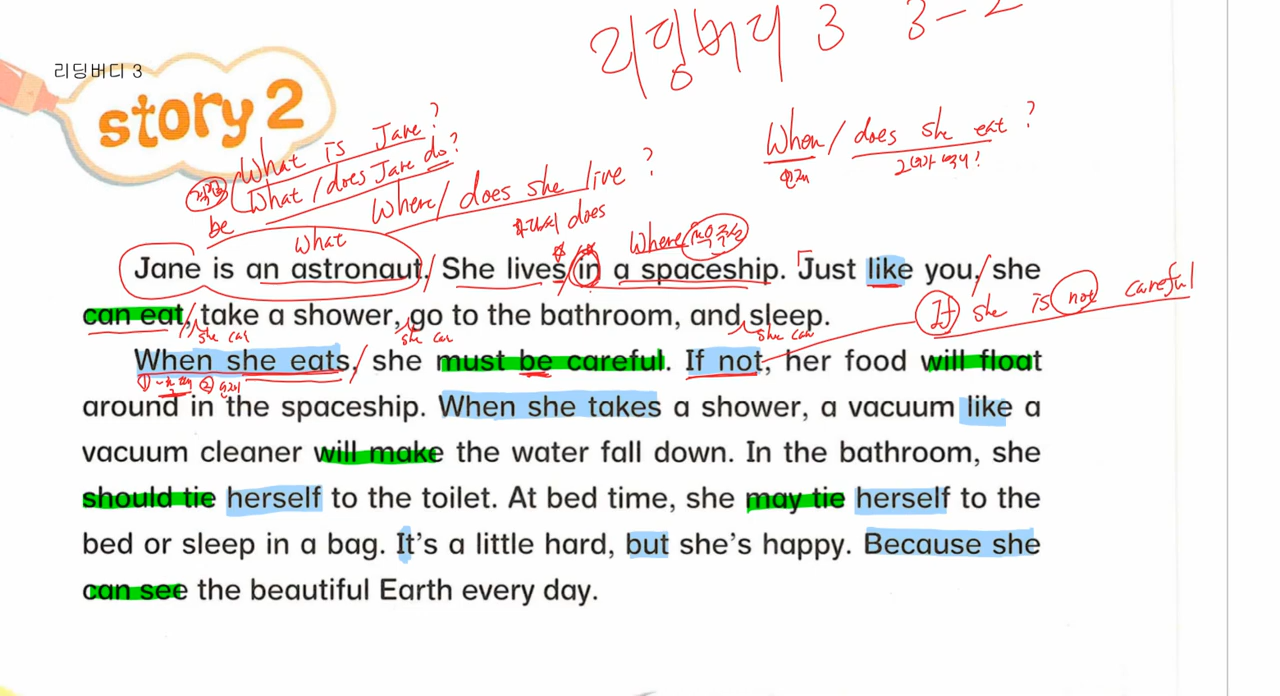 리딩버디 3 3-2
리딩버디 3
story 2
What is Jane?
What / does Jane do?
be
Where / does she live?
When / does she eat?
언제
does
what
Where
Jane is an astronaut. She lives in a spaceship. Just like you, she
If she is not careful
can eat, take a shower, go to the bathroom, and sleep.
she can
she can
she can
When she eats, she must be careful. If not, her food will float
① ② 언제
around in the spaceship. When she takes a shower, a vacuum like a
vacuum cleaner will make the water fall down. In the bathroom, she
should tie herself to the toilet. At bed time, she may tie herself to the
bed or sleep in a bag. It's a little hard, but she's happy. Because she
can see the beautiful Earth every day.